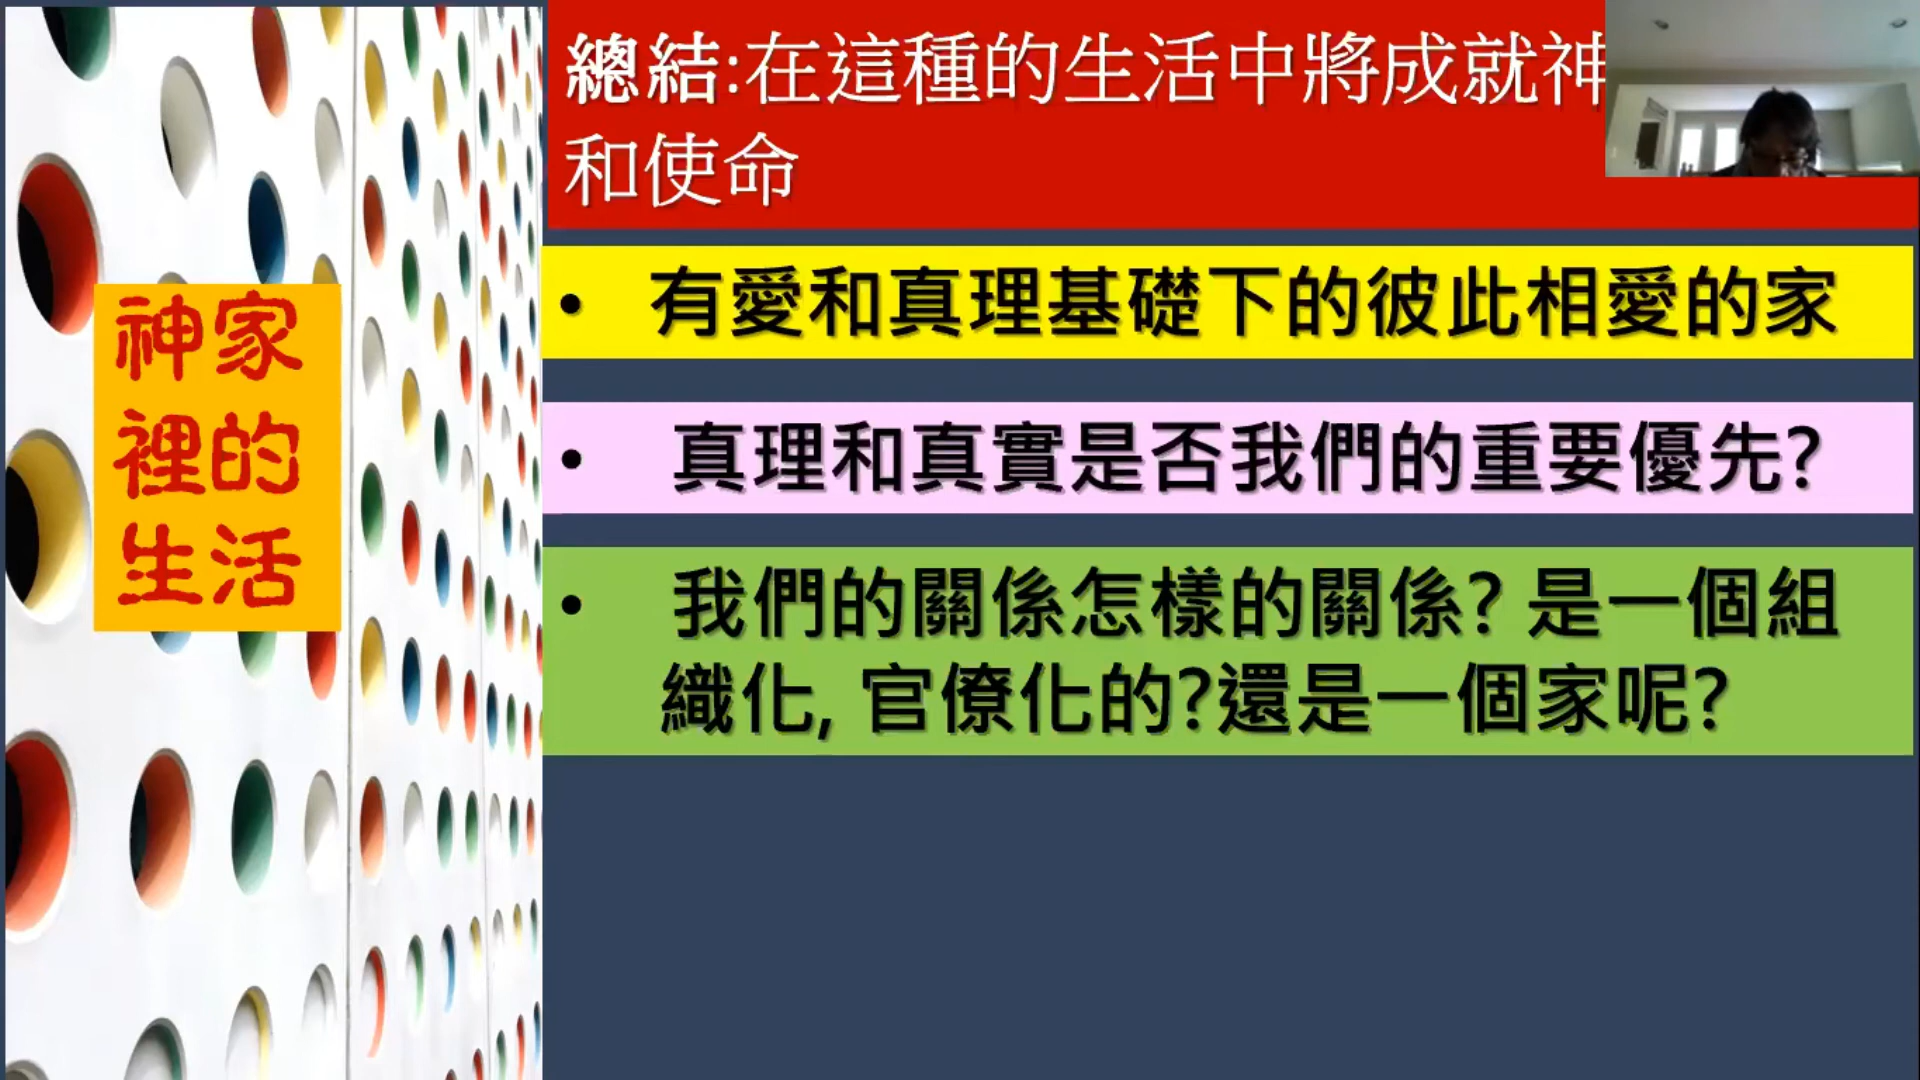 神家
裡的
生活
總結:在這種的生活中將成就神
和使命
• 有愛和真理基礎下的彼此相愛的家
• 真理和真實是否我們的重要優先?
• 我們的關係怎樣的關係? 是一個組
織化, 官僚化的?還是一個家呢?